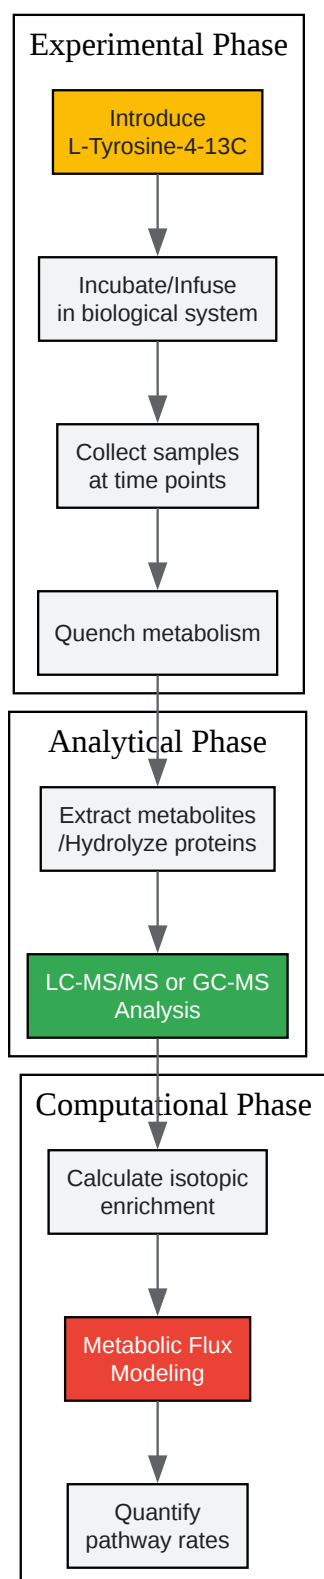 Experimental Phase
Introduce
L-Tyrosine-4-13C
Incubate/Infuse
in biological system
Collect samples
at time points
Quench metabolism
Analytical Phase
Extract metabolites
/Hydrolyze proteins
LC-MS/MS or GC-MS
Analysis
Computational Phase
Calculate isotopic
enrichment
Metabolic Flux
Modeling
Quantify
pathway rates